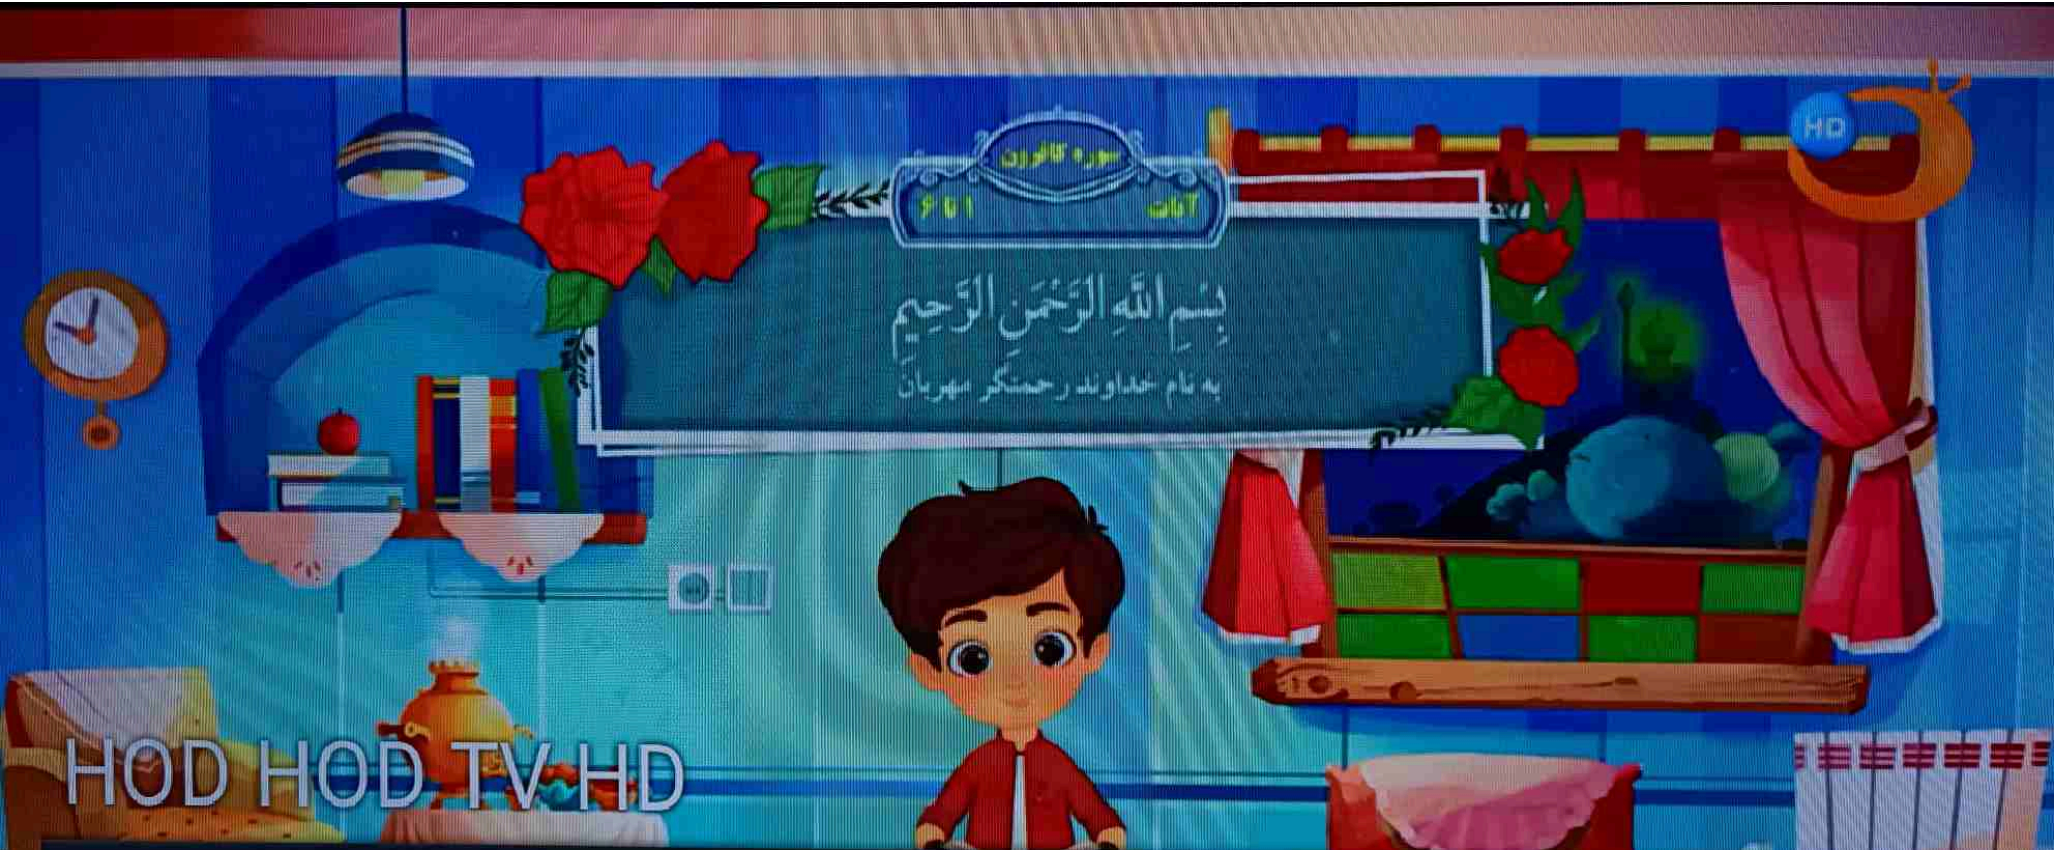 HD
سوره کافرون
آیات ۱ تا ۶
بِسْمِ اللَّهِ الرَّحْمَنِ الرَّحِيمِ
به نام خداوند رحمتگر مهربان
HOD HOD TV HD